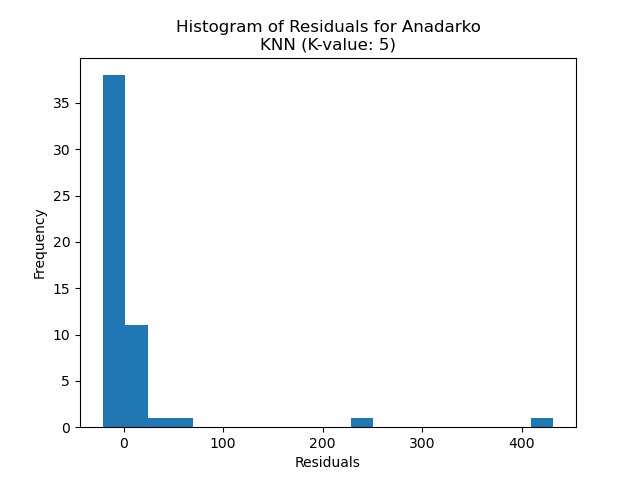 Histogram of Residuals for Anadarko
KNN (K-value: 5)
35
30
25
20
15
10
5
0
Frequency
0 100 200 300 400
Residuals